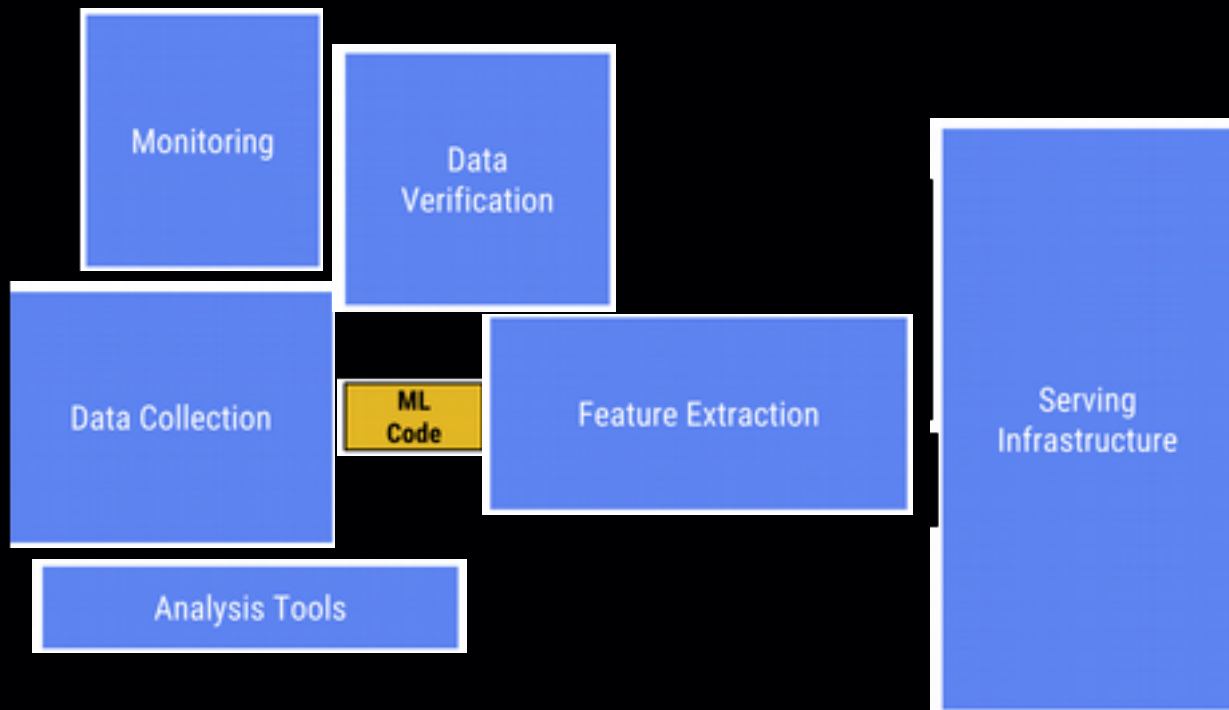 Monitoring
Data
Verification
Data Collection
ML
Code
Feature Extraction
Serving
Infrastructure
Analysis Tools